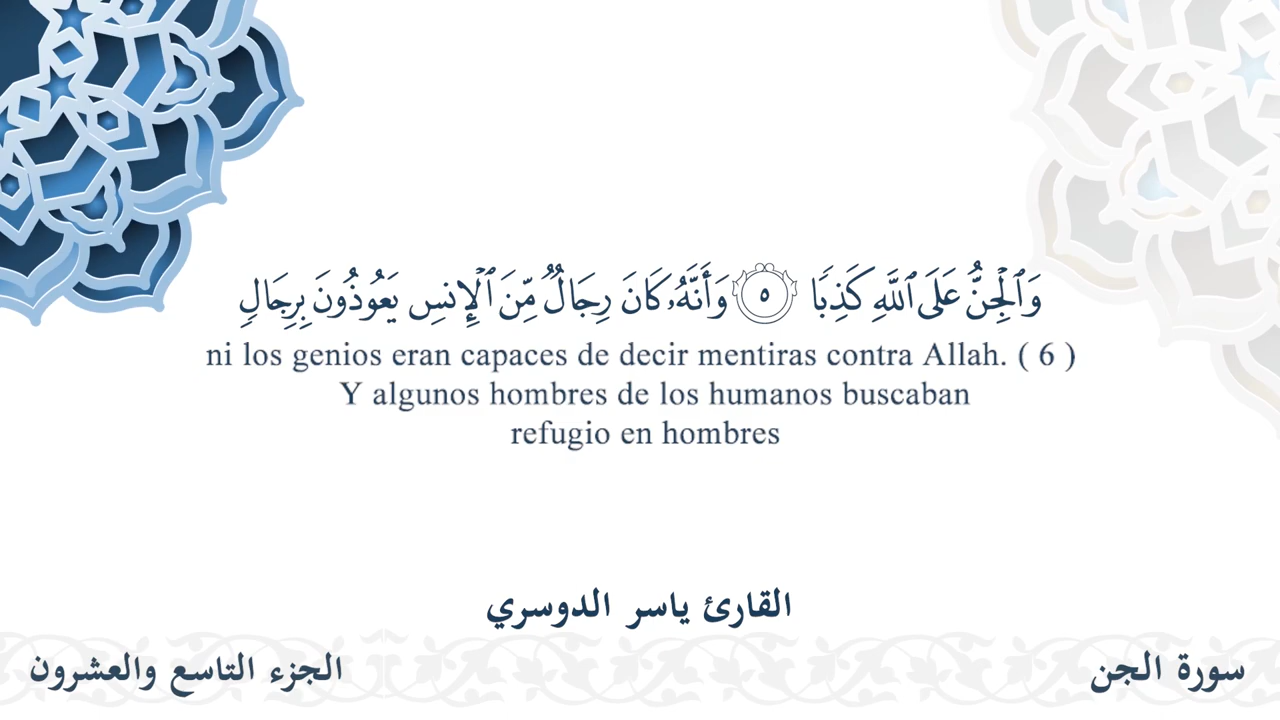 وَٱلْجِنُّ عَلَى ٱللَّهِ كَذِبًا ٥ وَأَنَّهُۥ كَانَ رِجَالٌ مِّنَ ٱلْإِنسِ يَعُوذُونَ بِرِجَالٍ
ni los genios eran capaces de decir mentiras contra Allah. ( 6 )
Y algunos hombres de los humanos buscaban
refugio en hombres
القارئ ياسر الدوسري
سورة الجن
الجزء التاسع والعشرون